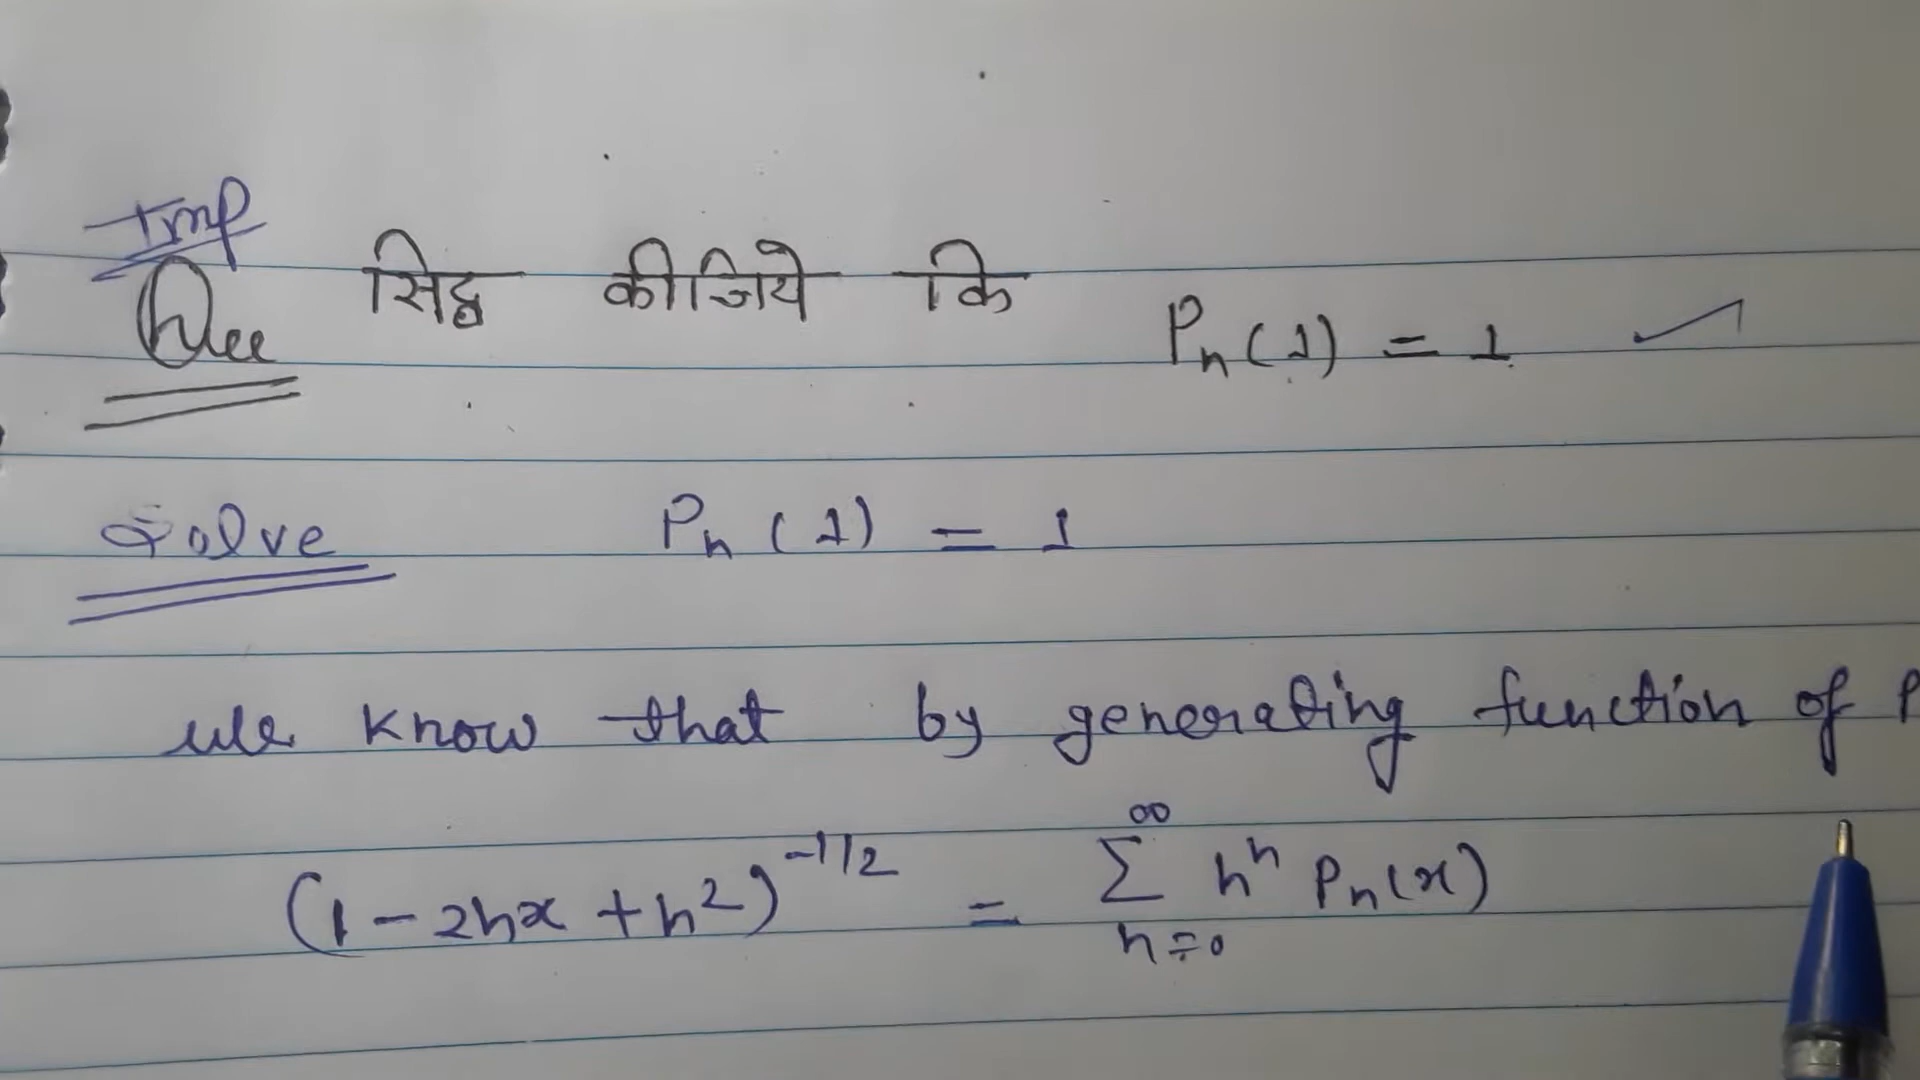 Imp
Que सिद्ध कीजिये कि Pn(1) = 1
Solve Pn(1) = 1
we know that by generating function of P
(1 - 2hx + h²)^-1/2 = ∞∑n=0 hⁿ Pn(x)